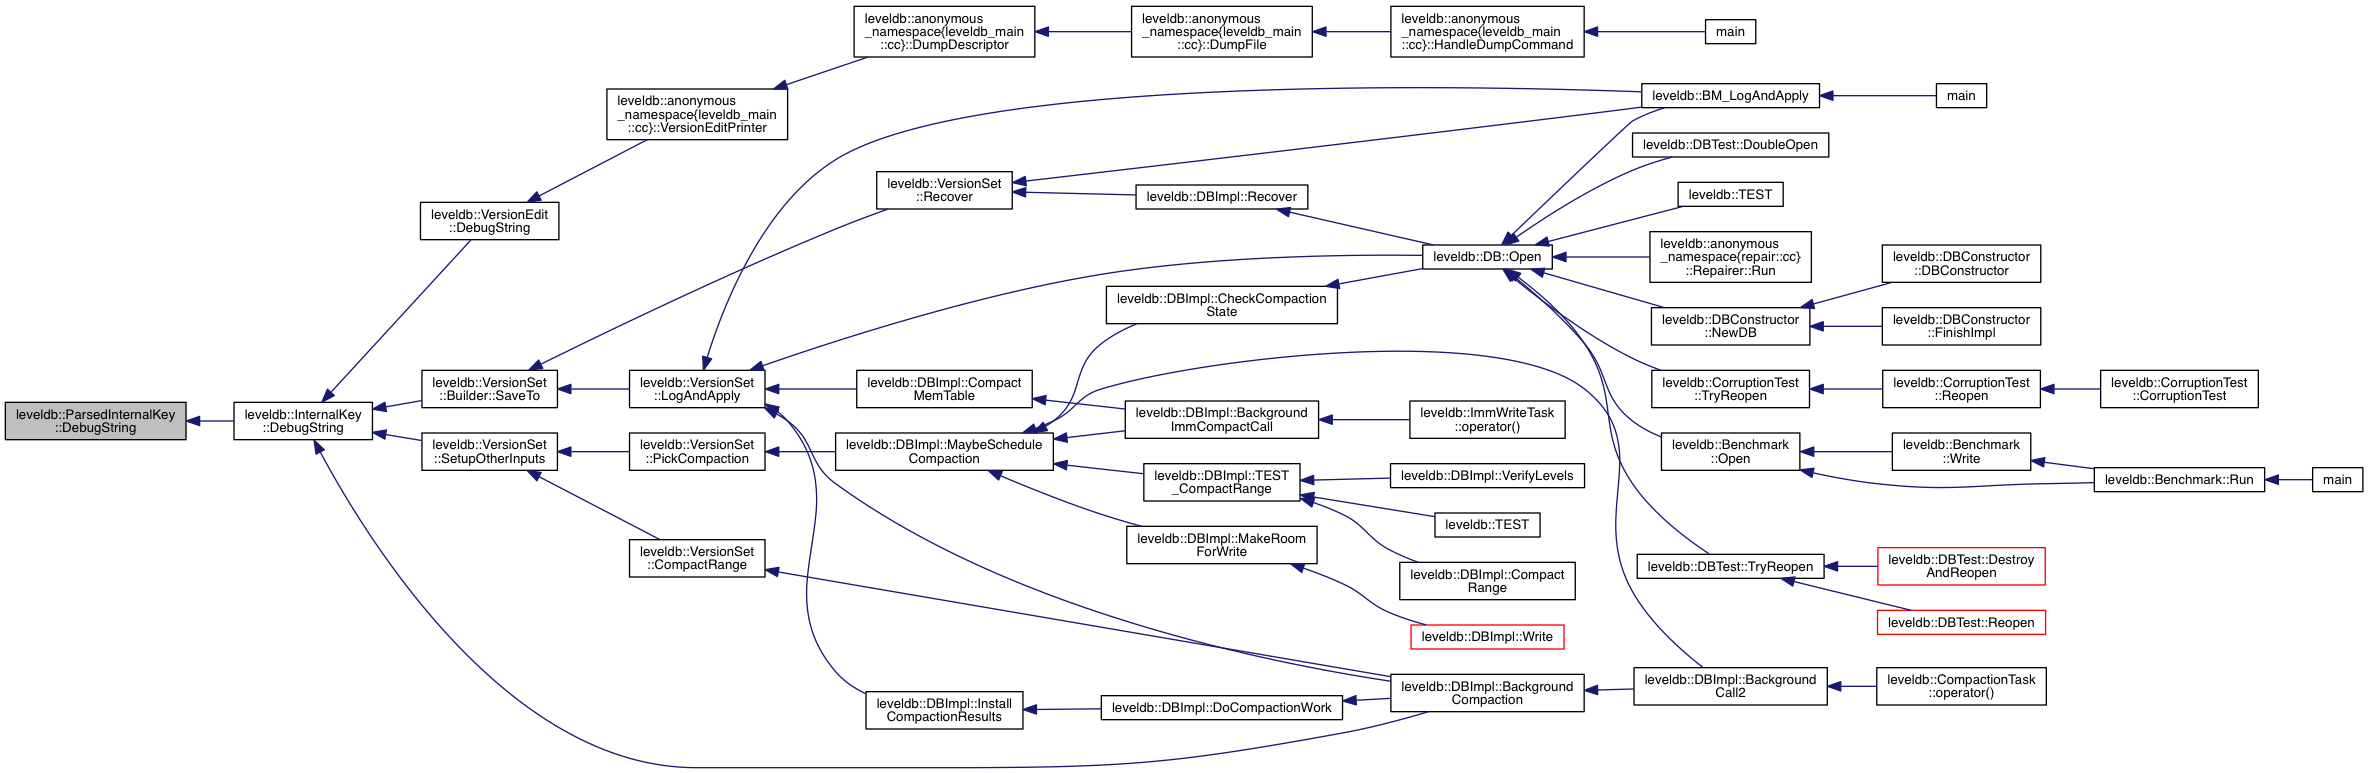 leveldb::ParsedInternalKey
::DebugString
leveldb::InternalKey
::DebugString
leveldb::VersionEdit
::DebugString
leveldb::anonymous
_namespace{leveldb_main
::cc}::VersionEditPrinter
leveldb::anonymous
_namespace{leveldb_main
::cc}::DumpDescriptor
leveldb::anonymous
_namespace{leveldb_main
::cc}::DumpFile
leveldb::anonymous
_namespace{leveldb_main
::cc}::HandleDumpCommand
main
leveldb::VersionSet
::Builder::SaveTo
leveldb::VersionSet
::Recover
leveldb::BM_LogAndApply
main
leveldb::DBImpl::Recover
leveldb::DB::Open
leveldb::DBTest::DoubleOpen
leveldb::TEST
leveldb::anonymous
_namespace{repair::cc}
::Repairer::Run
leveldb::DBConstructor
::NewDB
leveldb::DBConstructor
::DBConstructor
leveldb::DBConstructor
::FinishImpl
leveldb::CorruptionTest
::TryReopen
leveldb::CorruptionTest
::Reopen
leveldb::CorruptionTest
::CorruptionTest
leveldb::Benchmark
::Open
leveldb::Benchmark
::Write
leveldb::Benchmark::Run
main
leveldb::DBTest::TryReopen
leveldb::DBTest::Destroy
AndReopen
leveldb::DBTest::Reopen
leveldb::VersionSet
::LogAndApply
leveldb::DBImpl::Compact
MemTable
leveldb::DBImpl::Background
ImmCompactCall
leveldb::ImmWriteTask
::operator()
leveldb::DBImpl::CheckCompaction
State
leveldb::VersionSet
::SetupOtherInputs
leveldb::VersionSet
::PickCompaction
leveldb::DBImpl::MaybeSchedule
Compaction
leveldb::DBImpl::TEST
_CompactRange
leveldb::DBImpl::VerifyLevels
leveldb::TEST
leveldb::DBImpl::Compact
Range
leveldb::DBImpl::MakeRoom
ForWrite
leveldb::DBImpl::Write
leveldb::VersionSet
::CompactRange
leveldb::DBImpl::Install
CompactionResults
leveldb::DBImpl::DoCompactionWork
leveldb::DBImpl::Background
Compaction
leveldb::DBImpl::Background
Call2
leveldb::CompactionTask
::operator()